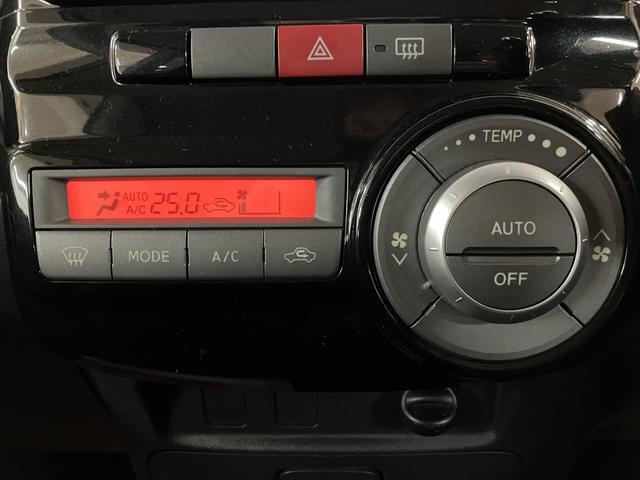 TEMP
AUTO
A/C 25.0
AUTO
OFF
MODE
A/C